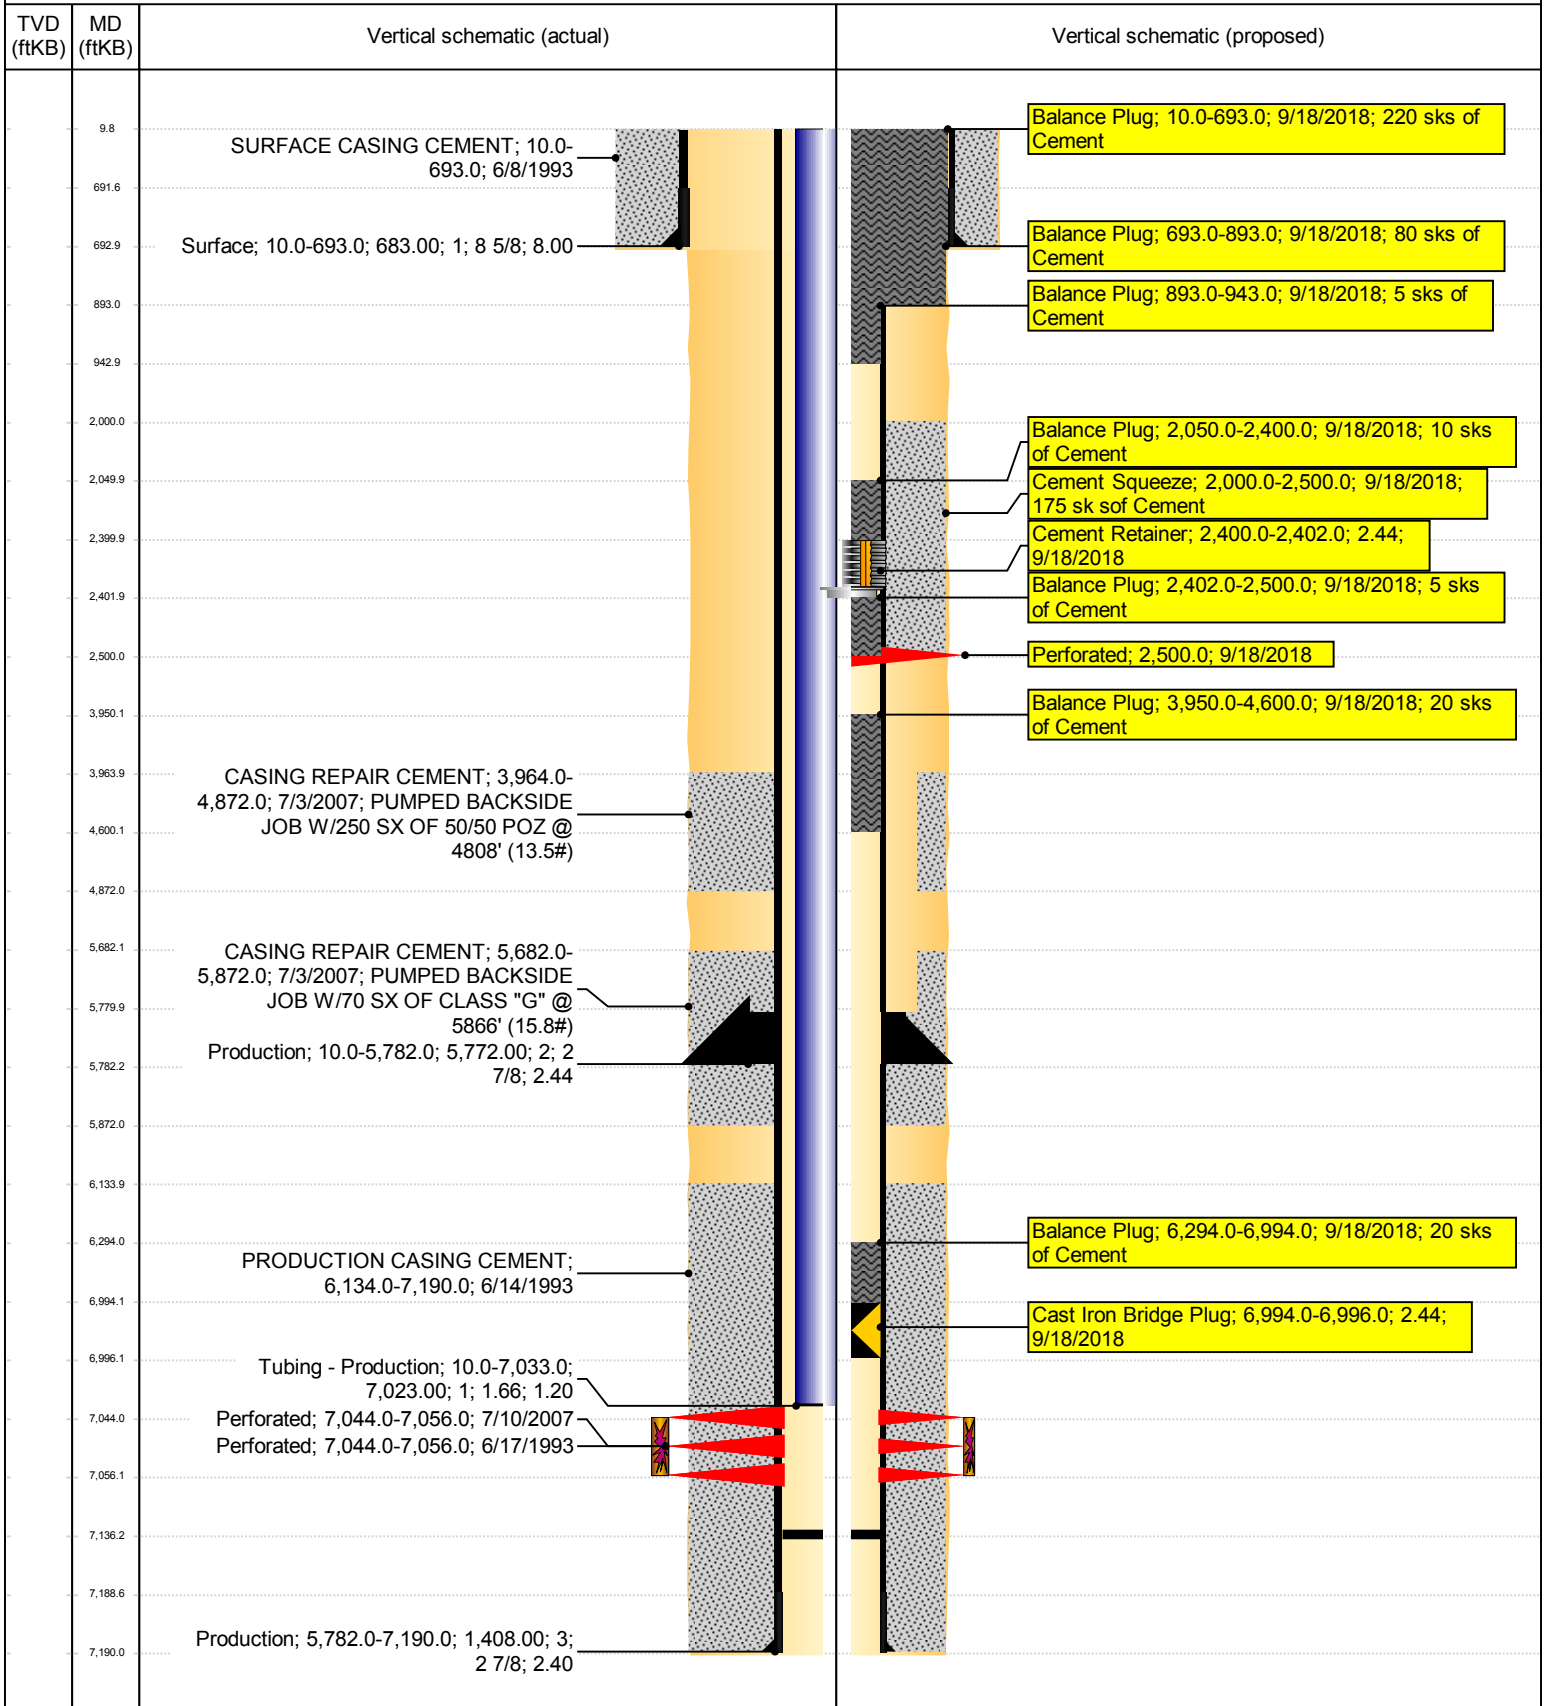 TVD
(ftKB)
MD
(ftKB)
Vertical schematic (actual)
Vertical schematic (proposed)
9.8
691.6
692.9
893.0
942.9
2,000.0
2,049.9
2,399.9
2,401.9
2,500.0
3,950.1
3,963.9
4,600.1
4,872.0
5,682.1
5,779.9
5,782.2
5,872.0
6,133.9
6,294.0
6,994.1
6,996.1
7,044.0
7,056.1
7,136.2
7,188.6
7,190.0
SURFACE CASING CEMENT; 10.0-
693.0; 6/8/1993
Surface; 10.0-693.0; 683.00; 1; 8 5/8; 8.00
CASING REPAIR CEMENT; 3,964.0-
4,872.0; 7/3/2007; PUMPED BACKSIDE
JOB W/250 SX OF 50/50 POZ @
4808' (13.5#)
CASING REPAIR CEMENT; 5,682.0-
5,872.0; 7/3/2007; PUMPED BACKSIDE
JOB W/70 SX OF CLASS "G" @
5866' (15.8#)
Production; 10.0-5,782.0; 5,772.00; 2; 2
7/8; 2.44
PRODUCTION CASING CEMENT;
6,134.0-7,190.0; 6/14/1993
Tubing - Production; 10.0-7,033.0;
7,023.00; 1; 1.66; 1.20
Perforated; 7,044.0-7,056.0; 7/10/2007
Perforated; 7,044.0-7,056.0; 6/17/1993
Production; 5,782.0-7,190.0; 1,408.00; 3;
2 7/8; 2.40
Balance Plug; 10.0-693.0; 9/18/2018; 220 sks of
Cement
Balance Plug; 693.0-893.0; 9/18/2018; 80 sks of
Cement
Balance Plug; 893.0-943.0; 9/18/2018; 5 sks of
Cement
Balance Plug; 2,050.0-2,400.0; 9/18/2018; 10 sks
of Cement
Cement Squeeze; 2,000.0-2,500.0; 9/18/2018;
175 sk sof Cement
Cement Retainer; 2,400.0-2,402.0; 2.44;
9/18/2018
Balance Plug; 2,402.0-2,500.0; 9/18/2018; 5 sks
of Cement
Perforated; 2,500.0; 9/18/2018
Balance Plug; 3,950.0-4,600.0; 9/18/2018; 20 sks
of Cement
Balance Plug; 6,294.0-6,994.0; 9/18/2018; 20 sks
of Cement
Cast Iron Bridge Plug; 6,994.0-6,996.0; 2.44;
9/18/2018